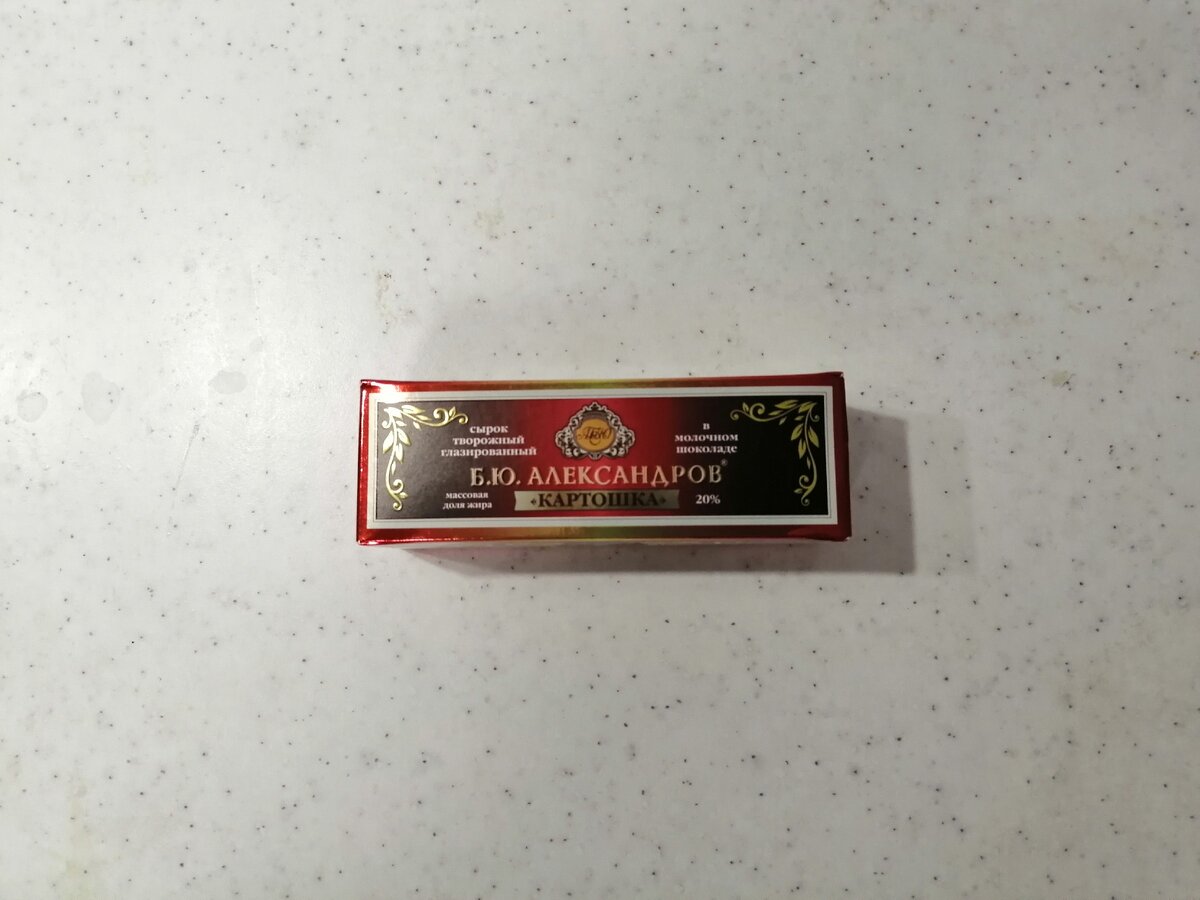 сырок
творожный
глазированный
в
молочном
шоколаде
Б.Ю. АЛЕКСАНДРОВ®
массовая
доля жира
«КАРТОШКА»
20%